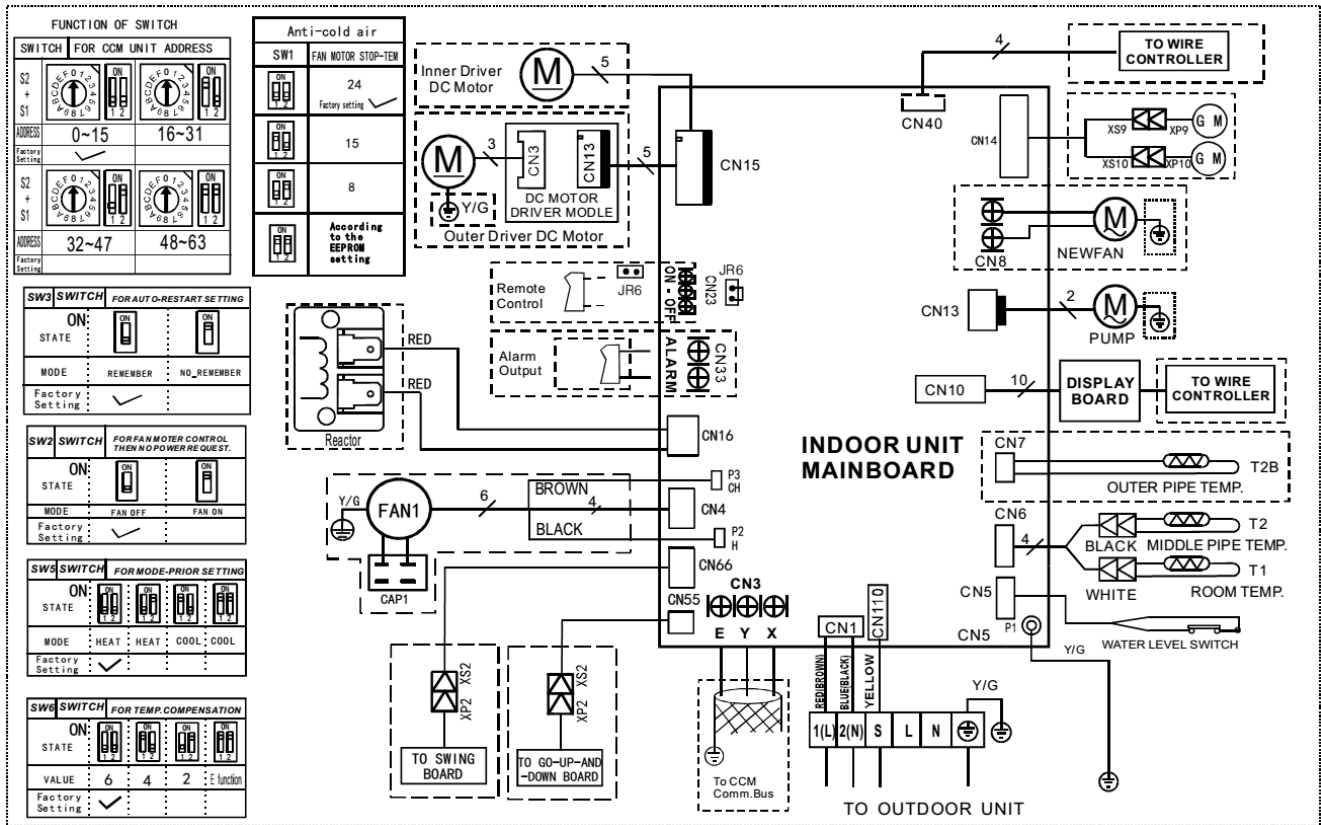 FUNCTION OF SWITCH
SWITCH FOR CCM UNIT ADDRESS
S2
+
S1
ADDRESS 0~15 16~31
Factory
Setting
S2
+
S1
ADDRESS 32~47 48~63
Factory
Setting
Anti-cold air
SW1 FAN MOTOR STOP-TEM
24
Factory setting
15
8
According
to the
EEPROM
setting
SW3 SWITCH FOR AUTO-RESTART SETTING
ON
STATE
MODE REMEMBER NO_REMEMBER
Factory
Setting
SW2 SWITCH FOR FAN MOTER CONTROL
THEN NO POWER REQUEST.
ON
STATE
MODE FAN OFF FAN ON
Factory
Setting
SW5 SWITCH FOR MODE-PRIOR SETTING
ON
STATE
MODE HEAT HEAT COOL COOL
Factory
Setting
SW6 SWITCH FOR TEMP. COMPENSATION
ON
STATE
VALUE 6 4 2 E function
Factory
Setting
Inner Driver
DC Motor
M
5
M
3
CN3
CN13
5
CN15
DC MOTOR
DRIVER MODLE
Y/G
Outer Driver DC Motor
Remote
Control
JR6
ON-OFF
CN23
JR6
Alarm
Output
ALARM
CN33
RED
RED
Reactor
CN16
Y/G
FAN1
6
BROWN
4
BLACK
P3
CH
CN4
P2
H
CAP1
CN66
CN55
XP2 XS2
TO SWING
BOARD
XP2 XS2
TO GO-UP-AND
-DOWN BOARD
CN3
E Y X
To CCM
Comm.Bus
INDOOR UNIT
MAINBOARD
CN1
CN110
RED(BROWN)
BLUE(BLACK)
YELLOW
Y/G
1(L) 2(N) S L N
TO OUTDOOR UNIT
4
TO WIRE
CONTROLLER
CN40
CN14
XS9 XP9 G M
XS10 XP10 G M
CN8
M
NEWFAN
CN13
2
M
PUMP
CN10
10
DISPLAY
BOARD
TO WIRE
CONTROLLER
CN7
T2B
OUTER PIPE TEMP.
CN6
4
T2
BLACK MIDDLE PIPE TEMP.
T1
WHITE ROOM TEMP.
CN5
CN5
P1
WATER LEVEL SWITCH
Y/G